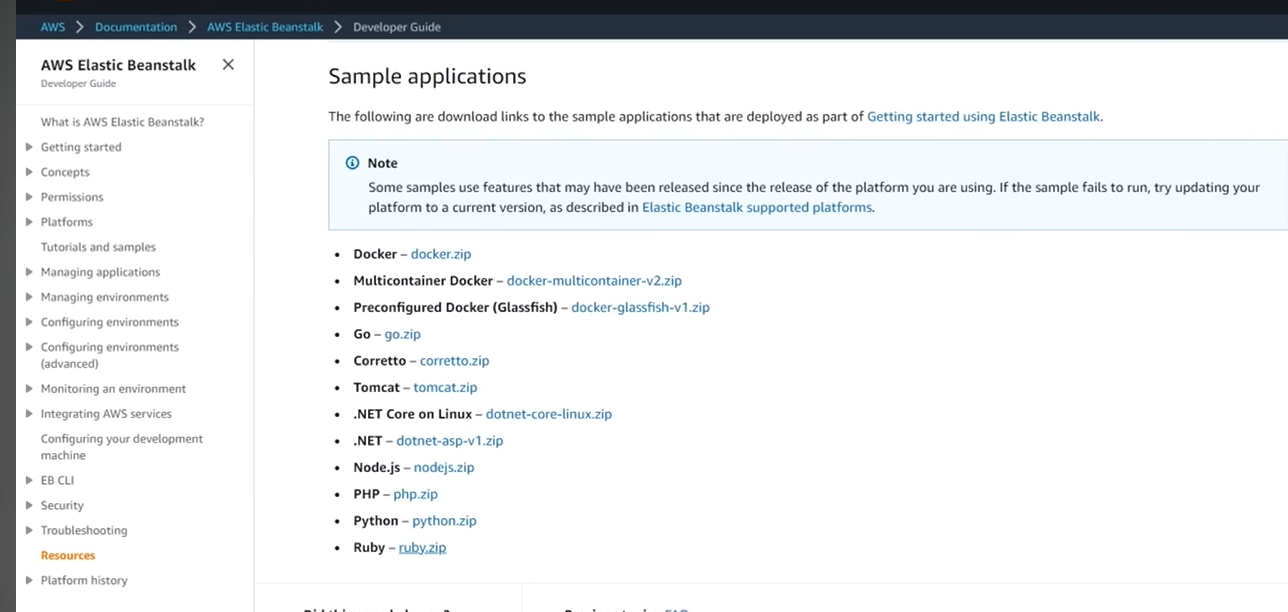 AWS > Documentation > AWS Elastic Beanstalk > Developer Guide
AWS Elastic Beanstalk
Developer Guide
What is AWS Elastic Beanstalk?
Getting started
Concepts
Permissions
Platforms
Tutorials and samples
Managing applications
Managing environments
Configuring environments
Configuring environments
(advanced)
Monitoring an environment
Integrating AWS services
Configuring your development
machine
EB CLI
Security
Troubleshooting
Resources
Platform history
Sample applications
The following are download links to the sample applications that are deployed as part of Getting started using Elastic Beanstalk.
Note
Some samples use features that may have been released since the release of the platform you are using. If the sample fails to run, try updating your
platform to a current version, as described in Elastic Beanstalk supported platforms.
• Docker – docker.zip
• Multicontainer Docker – docker-multicontainer-v2.zip
• Preconfigured Docker (Glassfish) – docker-glassfish-v1.zip
• Go – go.zip
• Corretto – corretto.zip
• Tomcat – tomcat.zip
• .NET Core on Linux – dotnet-core-linux.zip
• .NET – dotnet-asp-v1.zip
• Node.js – nodejs.zip
• PHP – php.zip
• Python – python.zip
• Ruby – ruby.zip